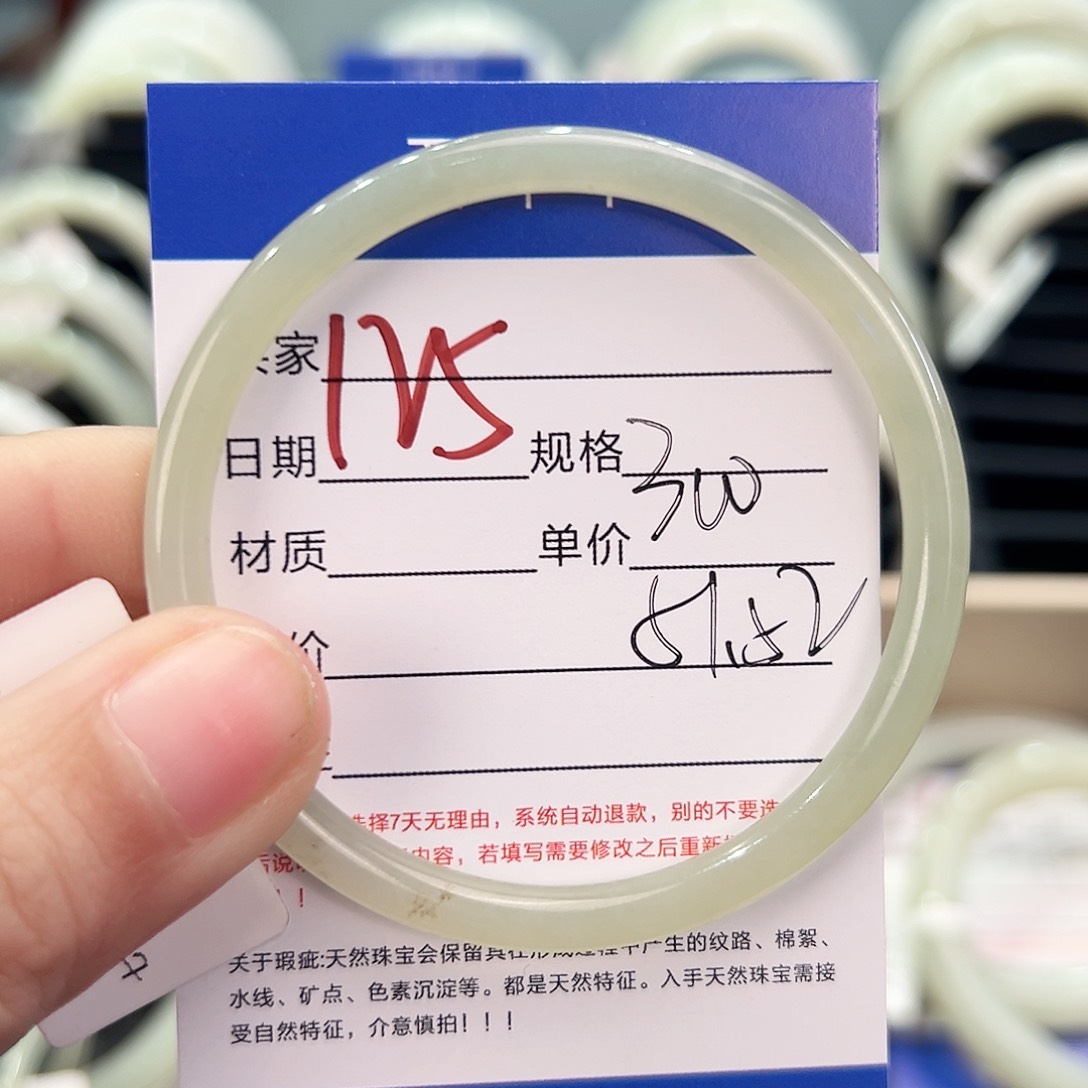 家
日期 175 规格 300
材质 单价
价
选择7天无理由，系统自动退款，别的不要选
内容，若填写需要修改之后重新
！
关于瑕疵:天然珠宝会保留其在形成过程中产生的纹路、棉絮、
水线、矿点、色素沉淀等。都是天然特征。入手天然珠宝需接
受自然特征，介意慎拍！！！